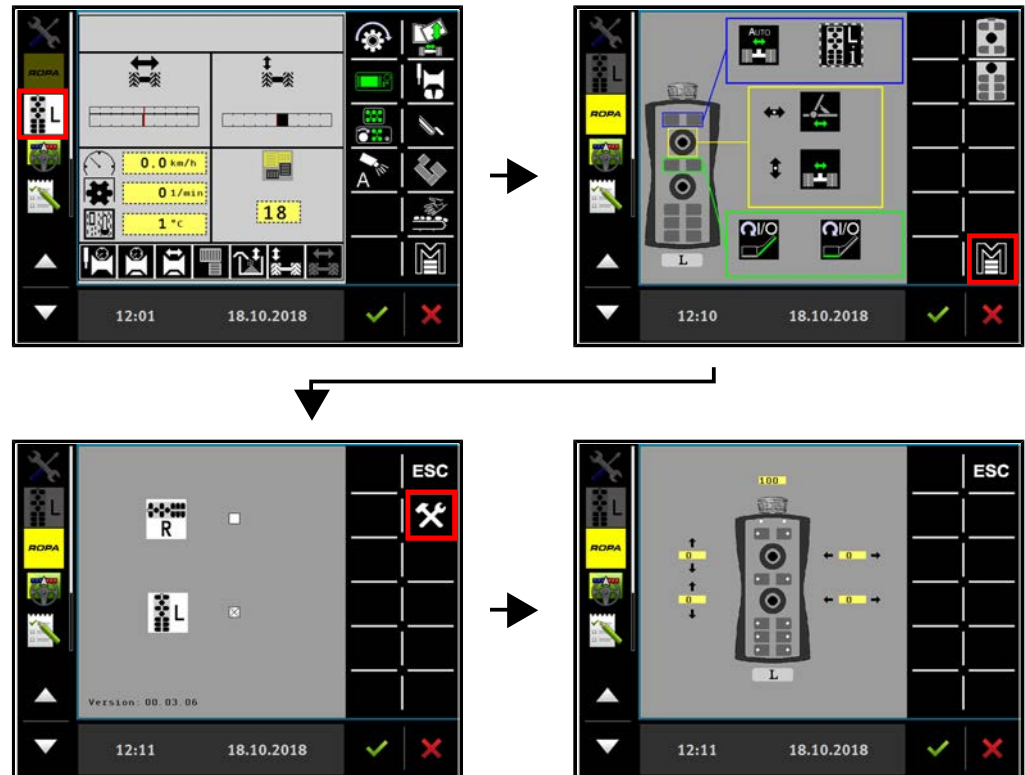 ROPA
L
0.0 km/h
0 1/min
1 °C
18
A
M
12:01
18.10.2018
L
ROPA
AUTO
L
1
I/O
I/O
L
M
12:10
18.10.2018
L
ROPA
ESC
R
L
Version: 00.03.06
12:11
18.10.2018
L
ROPA
ESC
100
0
0
0
0
L
12:11
18.10.2018